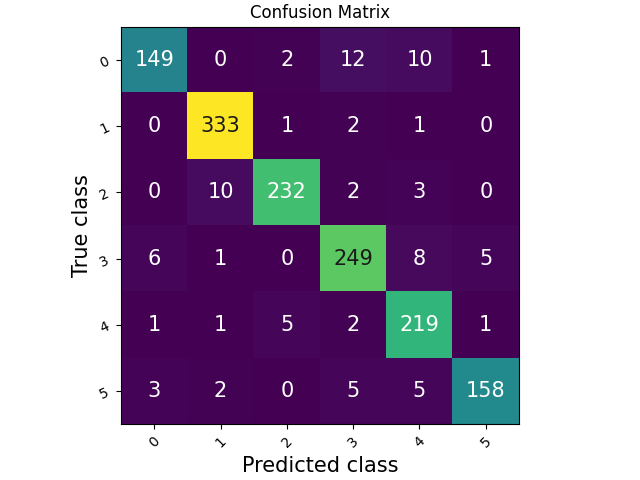 Confusion Matrix
True class
0 149 0 2 12 10 1
1 0 333 1 2 1 0
2 0 10 232 2 3 0
3 6 1 0 249 8 5
4 1 1 5 2 219 1
5 3 2 0 5 5 158
0 1 2 3 4 5
Predicted class